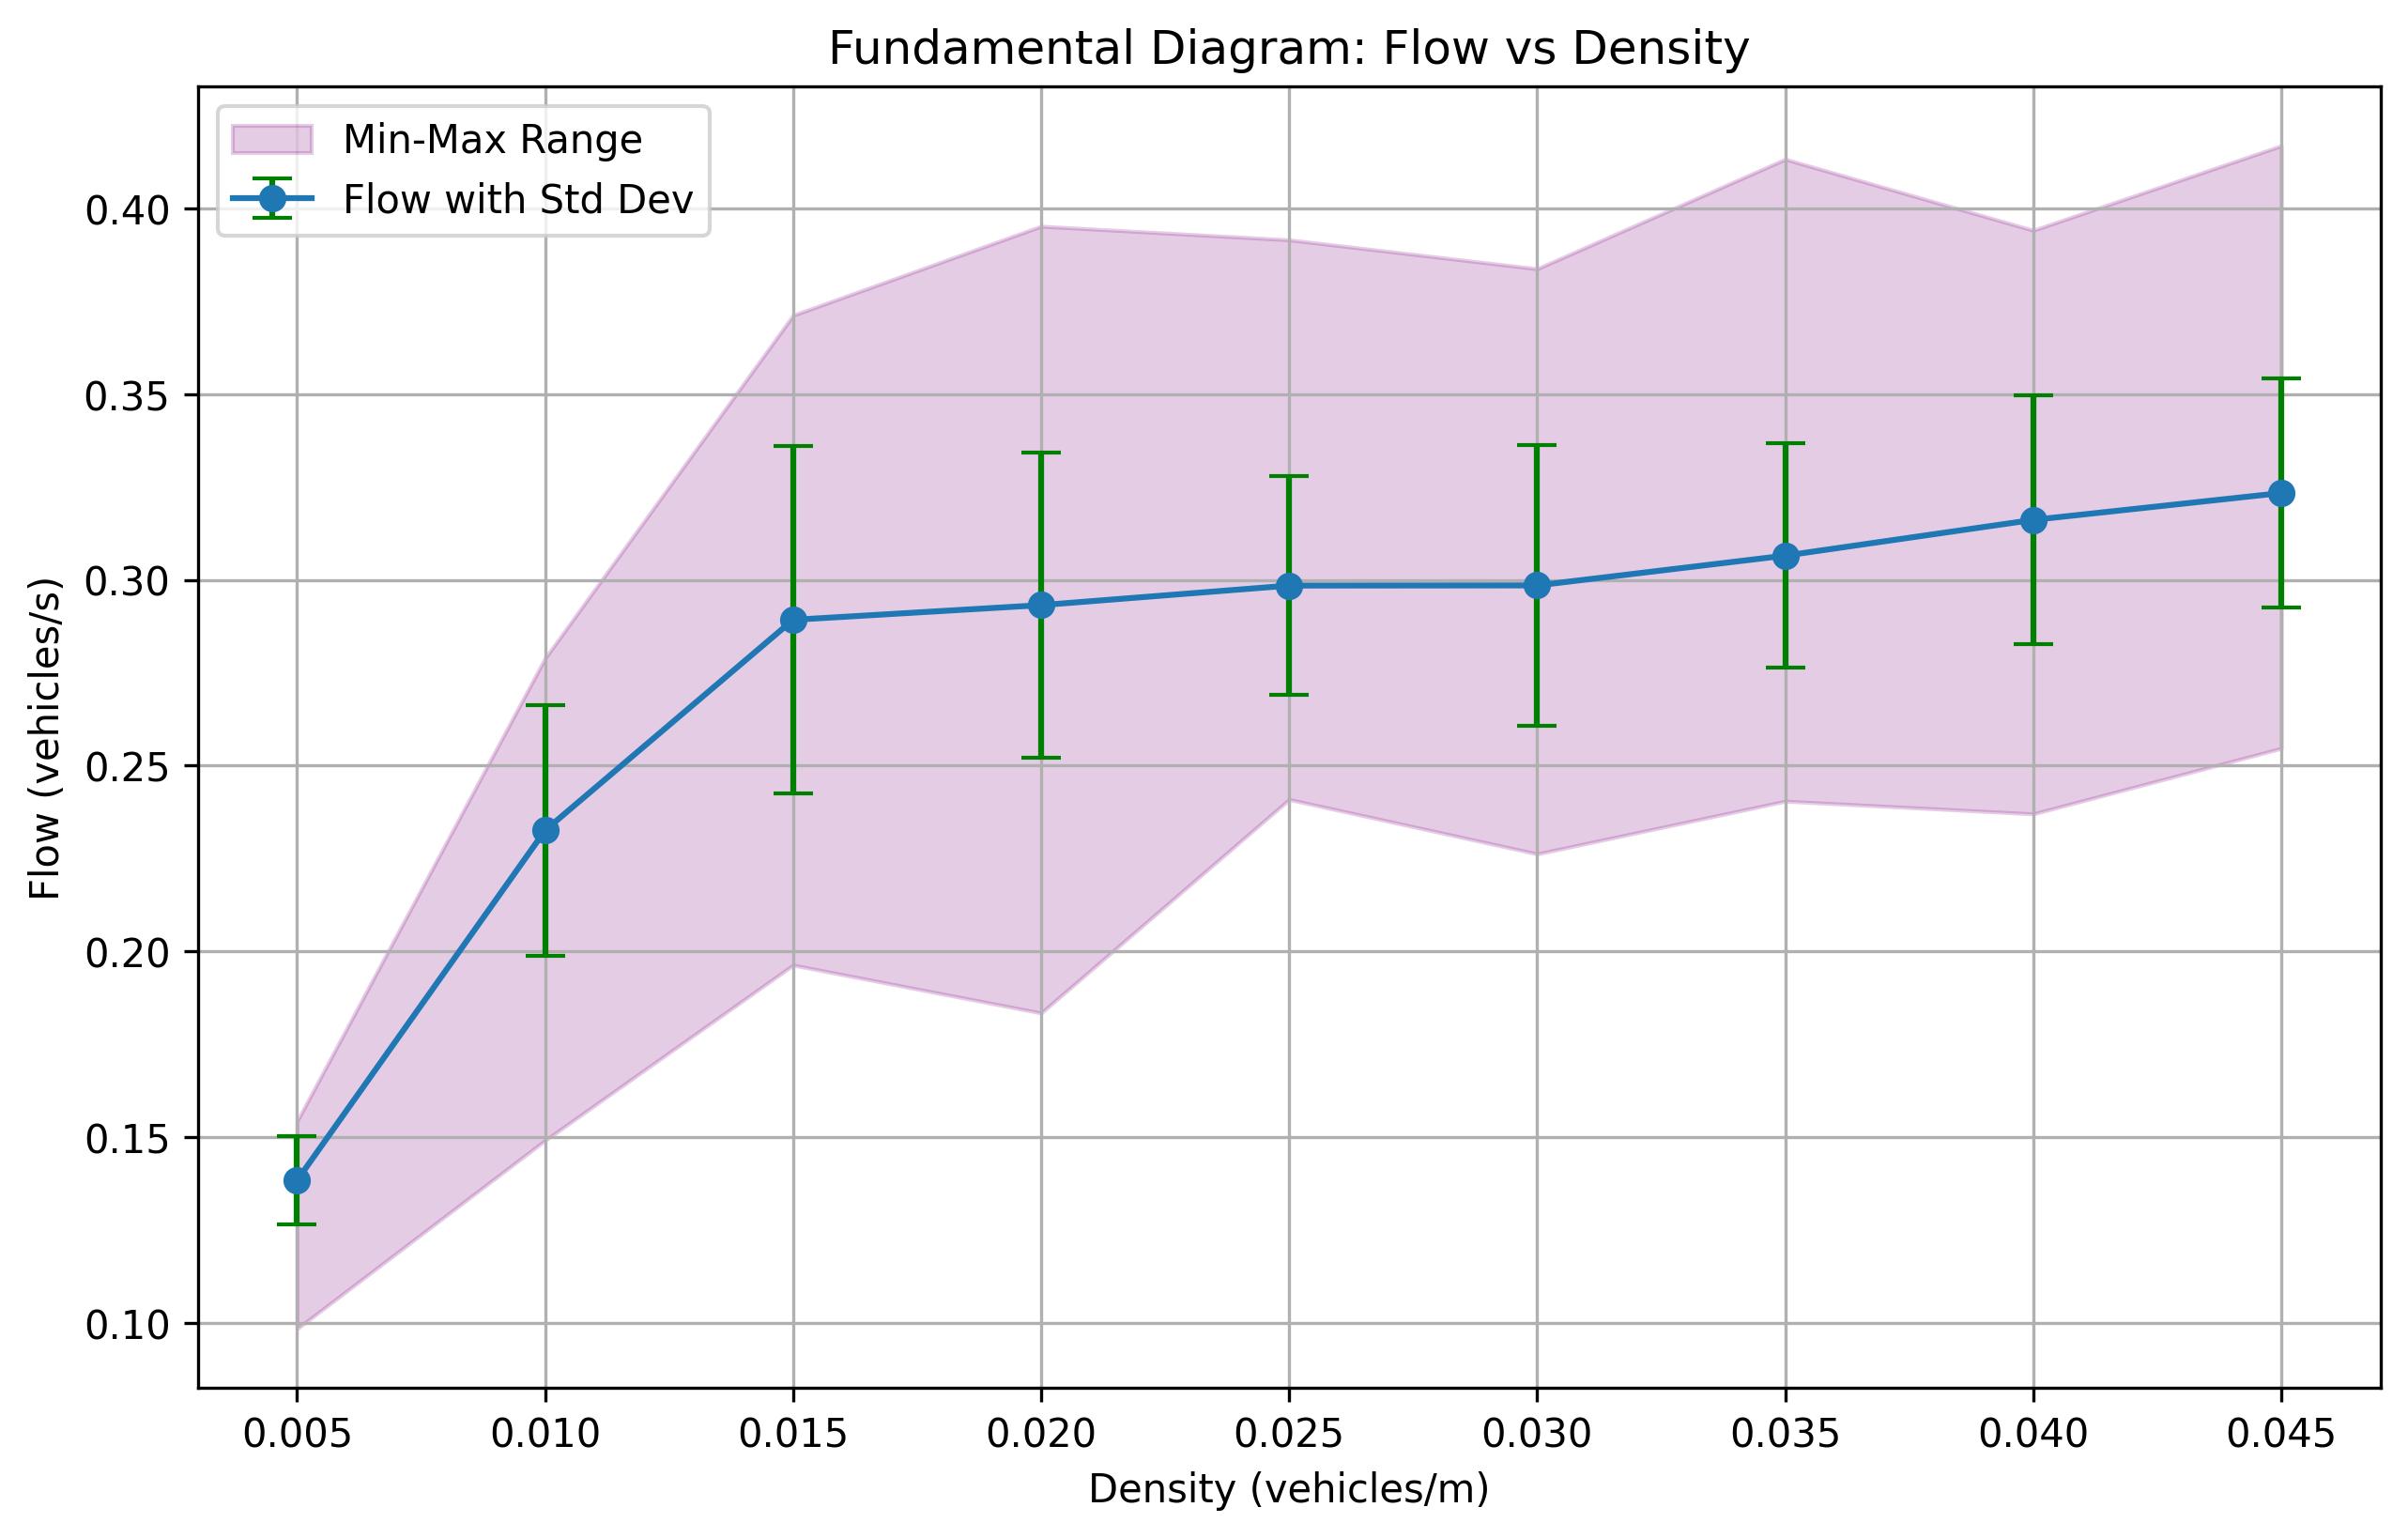 Fundamental Diagram: Flow vs Density
Min-Max Range
Flow with Std Dev
Flow (vehicles/s)
0.40
0.35
0.30
0.25
0.20
0.15
0.10
0.005 0.010 0.015 0.020 0.025 0.030 0.035 0.040 0.045
Density (vehicles/m)